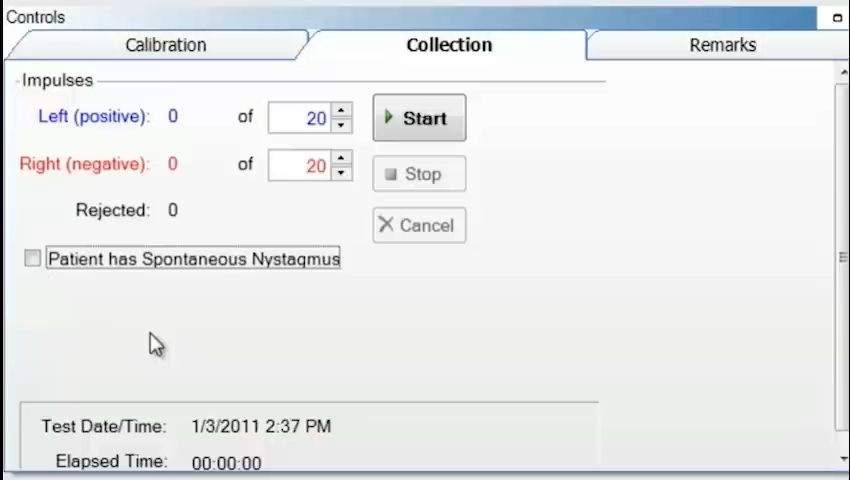 Controls
Calibration Collection Remarks
Impulses
Left (positive): 0 of 20 Start
Right (negative): 0 of 20 Stop
Rejected: 0 Cancel
Patient has Spontaneous Nystagmus
Test Date/Time: 1/3/2011 2:37 PM
Elapsed Time: 00:00:00